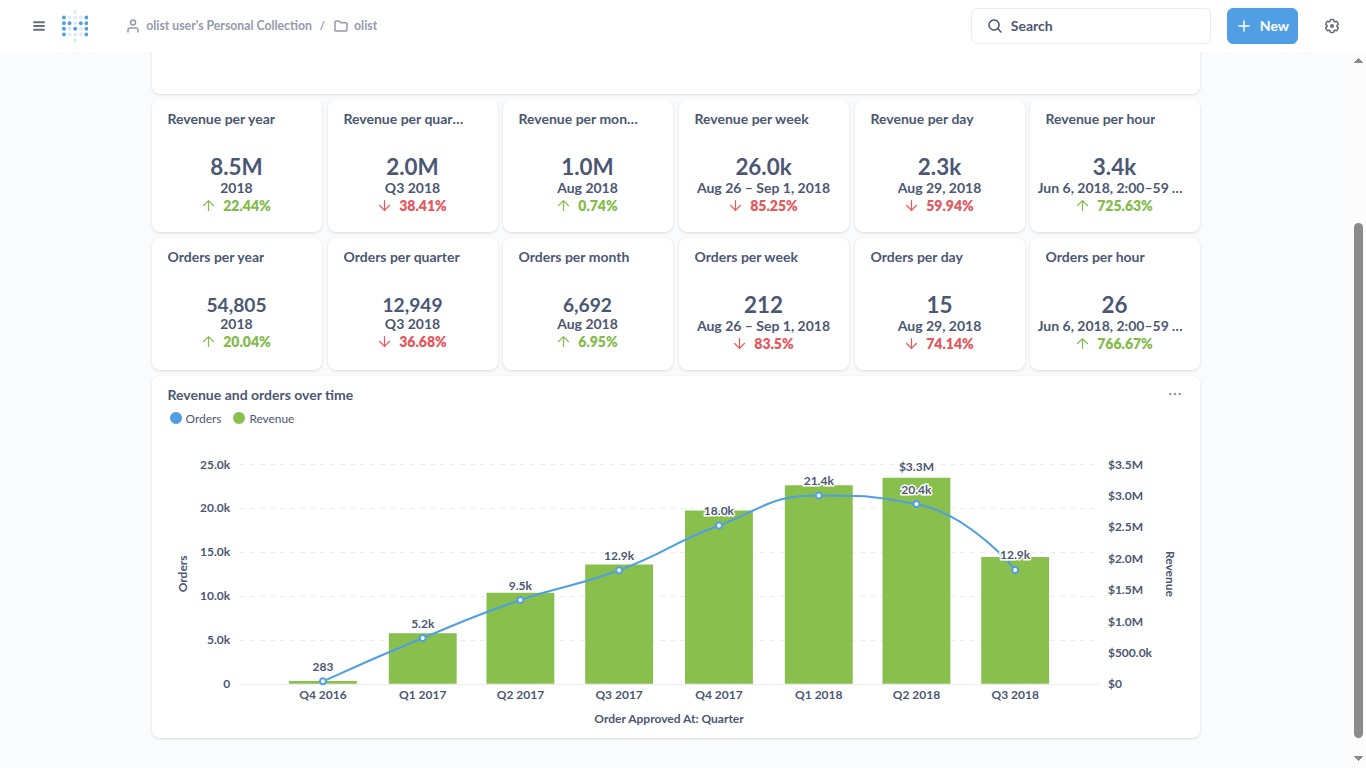 olist user's Personal Collection / olist
Search
+ New
Revenue per year
8.5M
2018
↑ 22.44%
Revenue per quar...
2.0M
Q3 2018
↓ 38.41%
Revenue per mon...
1.0M
Aug 2018
↑ 0.74%
Revenue per week
26.0k
Aug 26 – Sep 1, 2018
↓ 85.25%
Revenue per day
2.3k
Aug 29, 2018
↓ 59.94%
Revenue per hour
3.4k
Jun 6, 2018, 2:00–59 ...
↑ 725.63%
Orders per year
54,805
2018
↑ 20.04%
Orders per quarter
12,949
Q3 2018
↓ 36.68%
Orders per month
6,692
Aug 2018
↑ 6.95%
Orders per week
212
Aug 26 – Sep 1, 2018
↓ 83.5%
Orders per day
15
Aug 29, 2018
↓ 74.14%
Orders per hour
26
Jun 6, 2018, 2:00–59 ...
↑ 766.67%
Revenue and orders over time
Orders Revenue
Orders
25.0k
20.0k
15.0k
10.0k
5.0k
0
283
5.2k
9.5k
12.9k
18.0k
21.4k
$3.3M
20.4k
12.9k
$3.5M
$3.0M
$2.5M
$2.0M
$1.5M
$1.0M
$500.0k
$0
Revenue
Q4 2016 Q1 2017 Q2 2017 Q3 2017 Q4 2017 Q1 2018 Q2 2018 Q3 2018
Order Approved At: Quarter